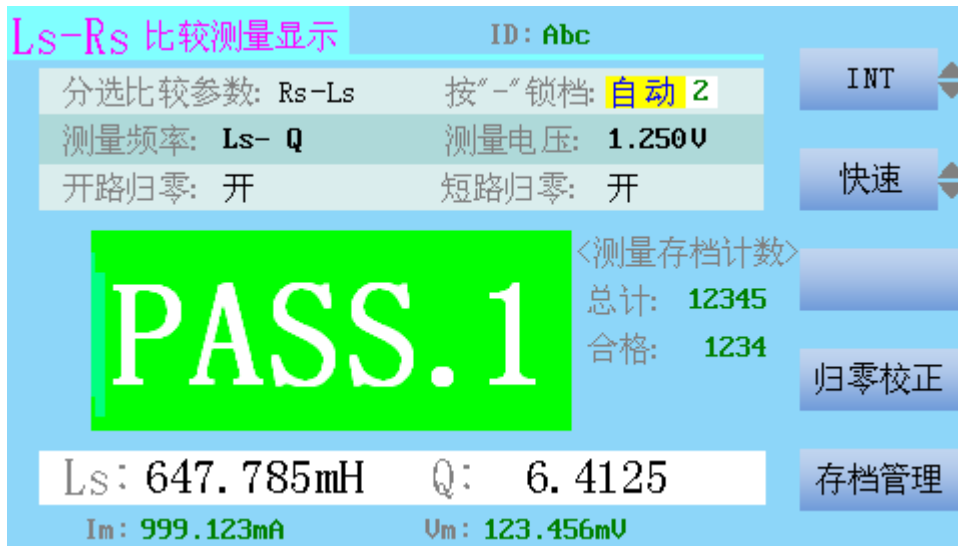 Ls-Rs 比较测量显示 ID: Abc
INT
分选比较参数: Rs-Ls 按"-"锁档: 自动 2
测量频率: Ls- Q 测量电压: 1.250V
快速
开路归零: 开 短路归零: 开
<测量存档计数>
PASS.1
总计: 12345
合格: 1234
归零校正
Ls: 647.785mH Q: 6.4125
存档管理
Im: 999.123mA Vm: 123.456mV